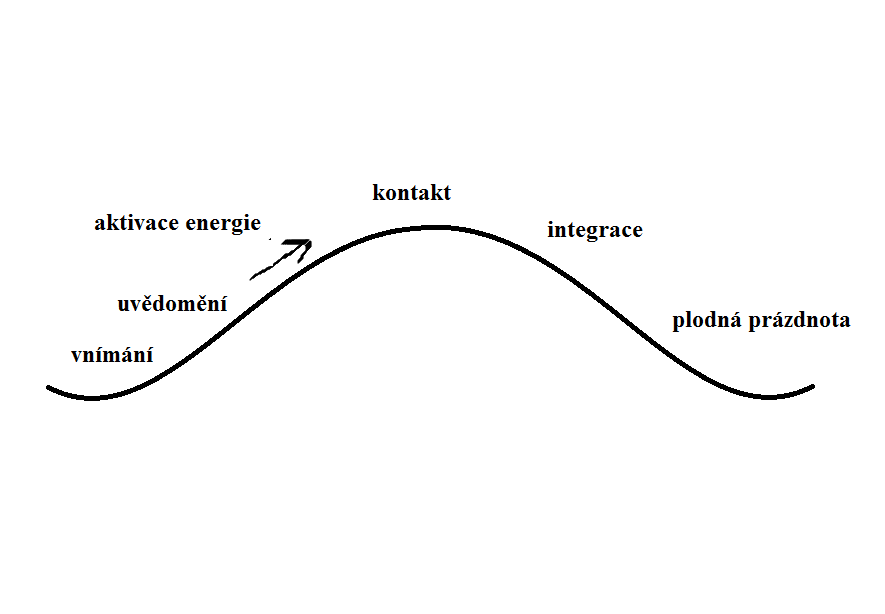 kontakt
aktivace energie
integrace
uvědomění
plodná prázdnota
vnímání